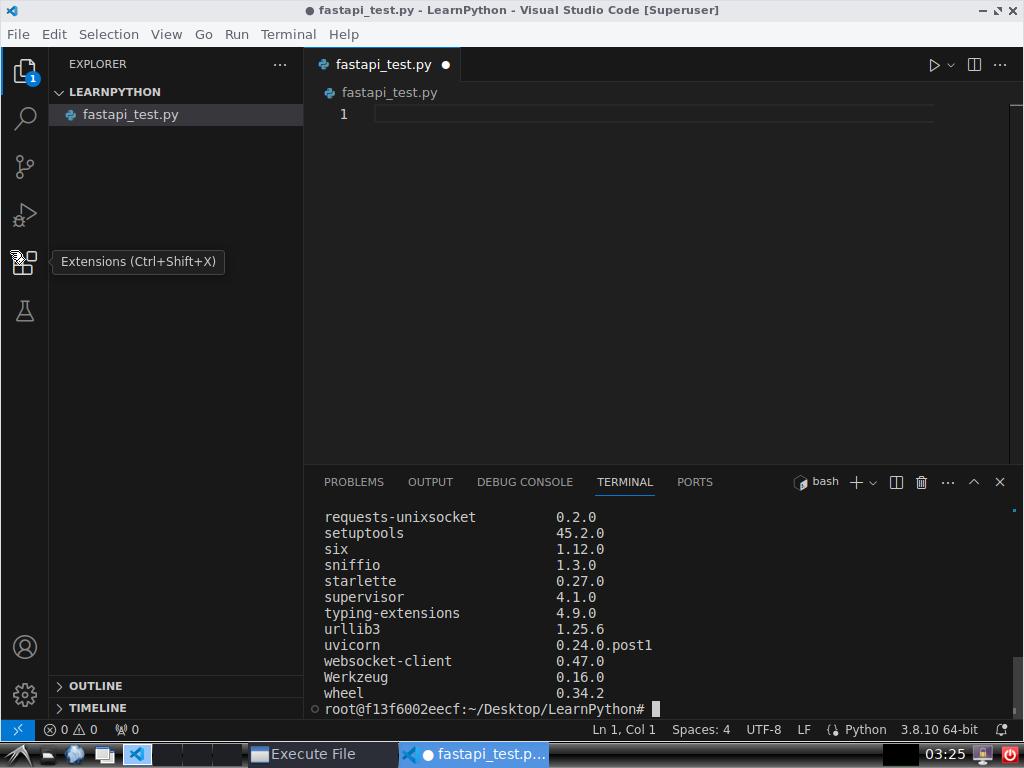 ● fastapi_test.py - LearnPython - Visual Studio Code [Superuser]
File Edit Selection View Go Run Terminal Help
EXPLORER
LEARNPYTHON
fastapi_test.py
fastapi_test.py
fastapi_test.py
1
1
Extensions (Ctrl+Shift+X)
PROBLEMS OUTPUT DEBUG CONSOLE TERMINAL PORTS
bash
requests-unixsocket 0.2.0
setuptools 45.2.0
six 1.12.0
sniffio 1.3.0
starlette 0.27.0
supervisor 4.1.0
typing-extensions 4.9.0
urllib3 1.25.6
uvicorn 0.24.0.post1
websocket-client 0.47.0
Werkzeug 0.16.0
wheel 0.34.2
root@f13f6002eecf:~/Desktop/LearnPython#
OUTLINE
TIMELINE
0 0 0 Ln 1, Col 1 Spaces: 4 UTF-8 LF Python 3.8.10 64-bit
Execute File ● fastapi_test.p... 03:25